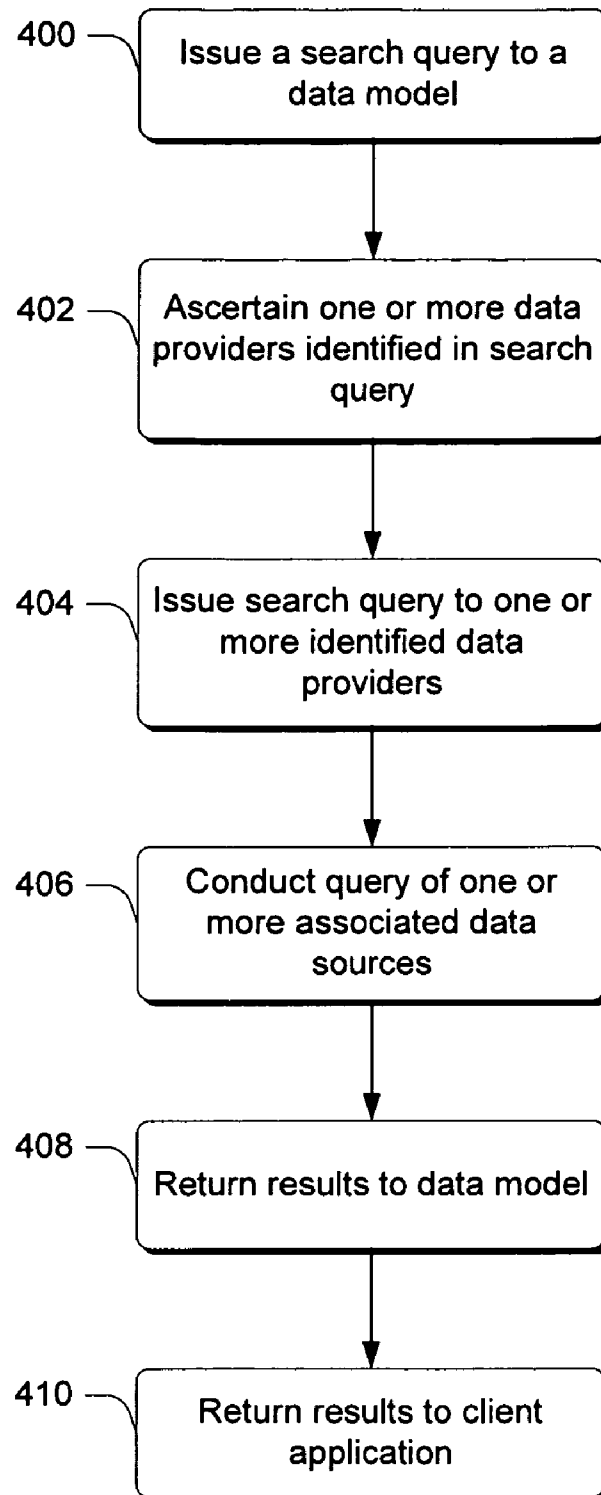 400
Issue a search query to a
data model
402
Ascertain one or more data
providers identified in search
query
404
Issue search query to one or
more identified data
providers
406
Conduct query of one or
more associated data
sources
408
Return results to data model
410
Return results to client
application